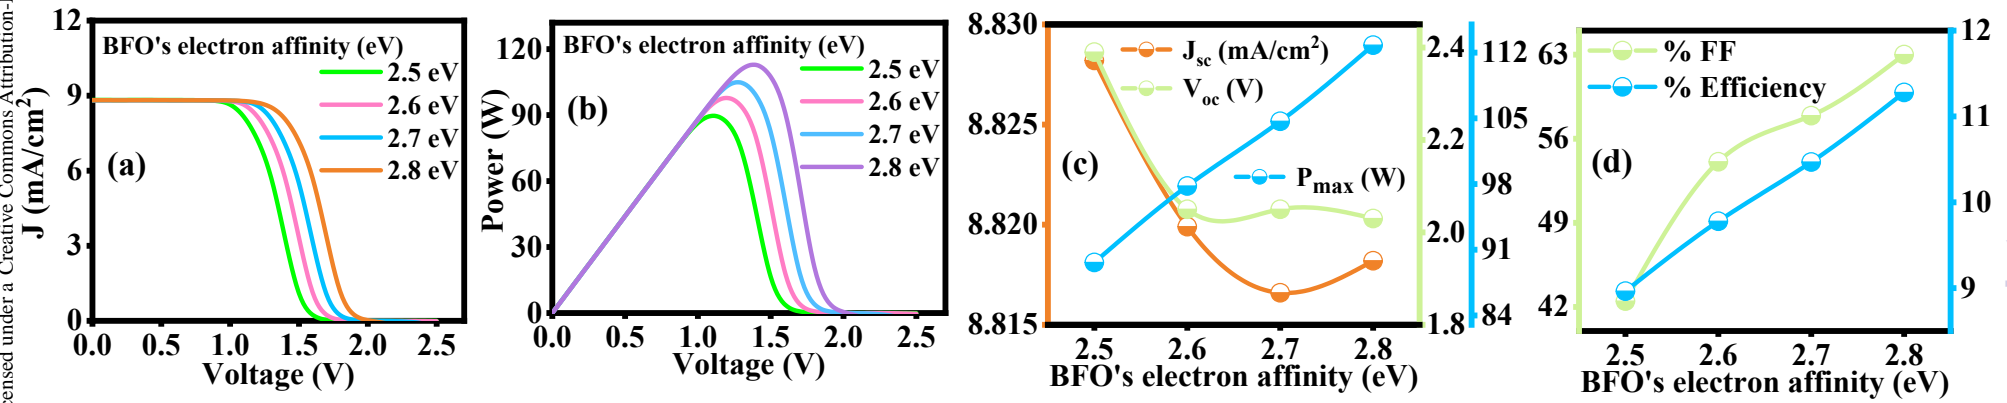 censed under a Creative Commons Attribution-
12
9
6
3
0
J (mA/cm²)
BFO's electron affinity (eV)
2.5 eV
2.6 eV
2.7 eV
2.8 eV
(a)
0.0 0.5 1.0 1.5 2.0 2.5
Voltage (V)
120
90
60
30
0
Power (W)
BFO's electron affinity (eV)
2.5 eV
2.6 eV
2.7 eV
2.8 eV
(b)
0.0 0.5 1.0 1.5 2.0 2.5
Voltage (V)
8.830
8.825
8.820
8.815
Jsc (mA/cm²)
Voc (V)
Pmax (W)
(c)
2.4
2.2
2.0
1.8
112
105
98
91
84
2.5 2.6 2.7 2.8
BFO's electron affinity (eV)
63
56
49
42
% FF
% Efficiency
(d)
12
11
10
9
2.5 2.6 2.7 2.8
BFO's electron affinity (eV)